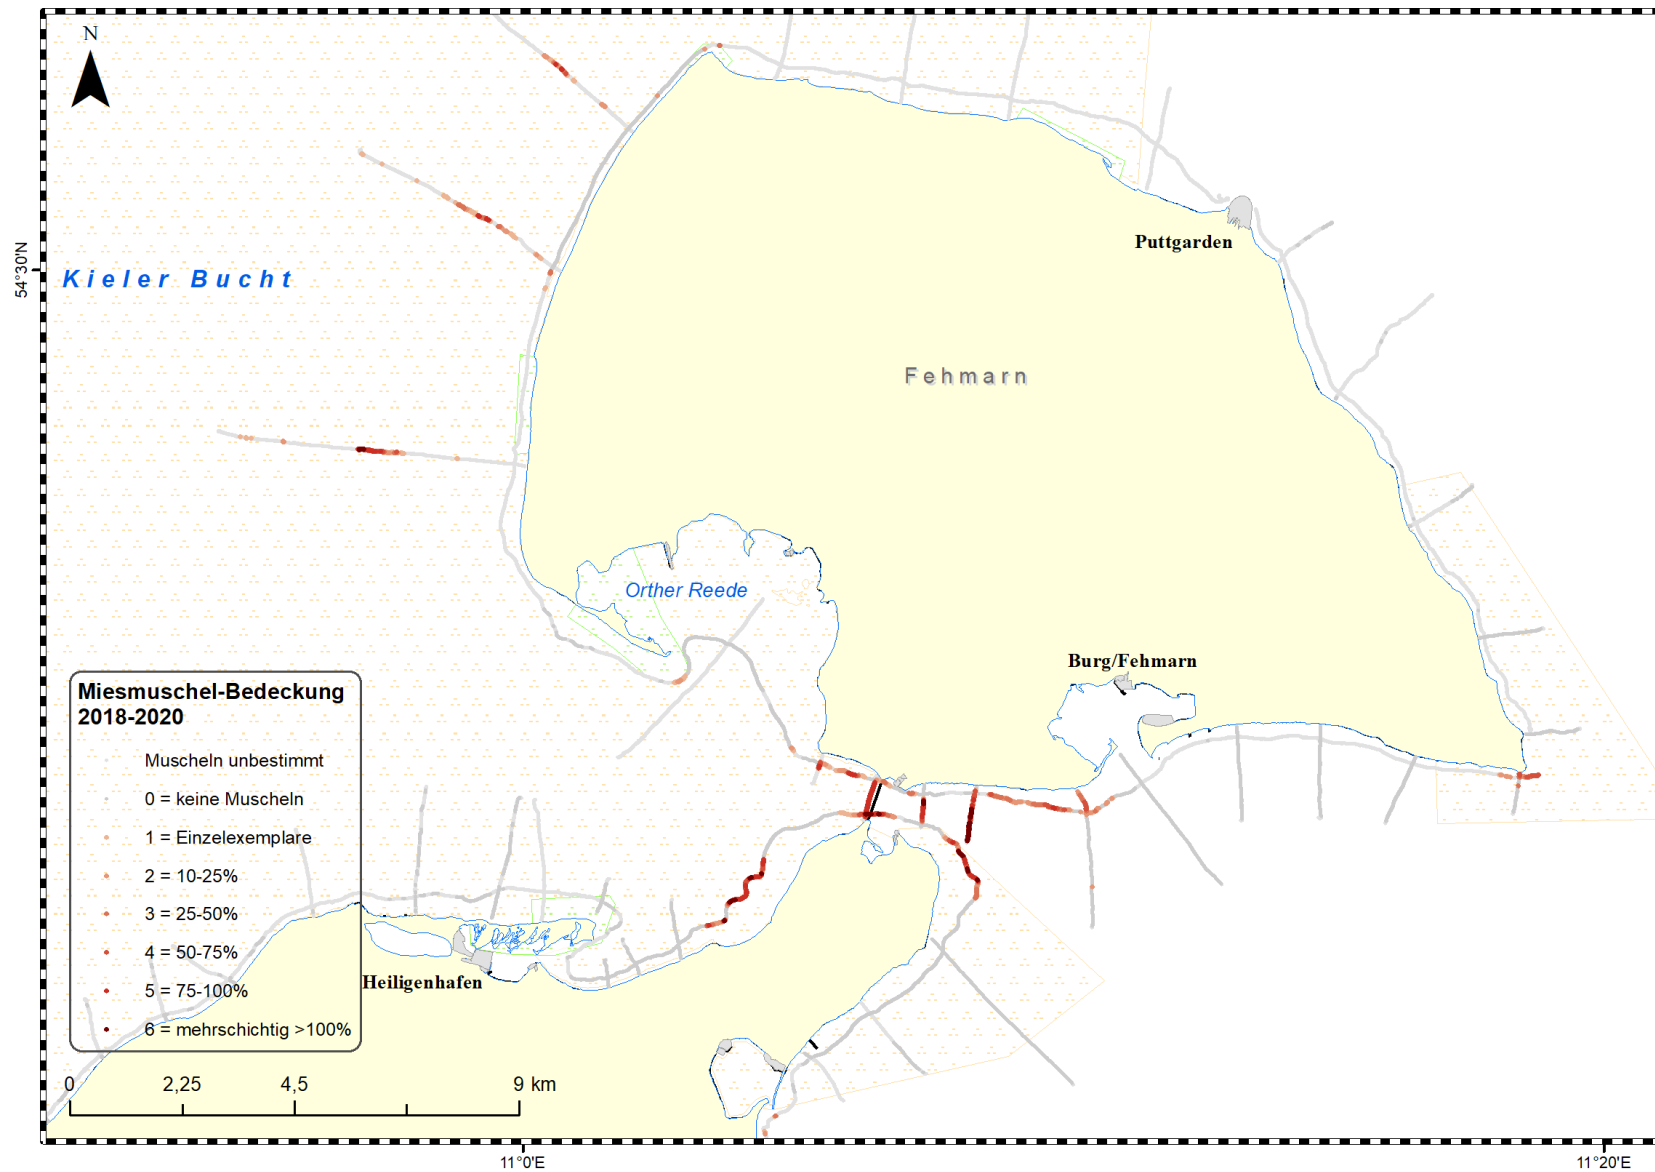 N
54°30'N
Kieler Bucht
Puttgarden
Fehmarn
Orther Reede
Burg/Fehmarn
Miesmuschel-Bedeckung
2018-2020
Muscheln unbestimmt
0 = keine Muscheln
1 = Einzelexemplare
2 = 10-25%
3 = 25-50%
4 = 50-75%
5 = 75-100%
6 = mehrschichtig >100%
Heiligenhafen
0 2,25 4,5 9 km
11°0'E 11°20'E